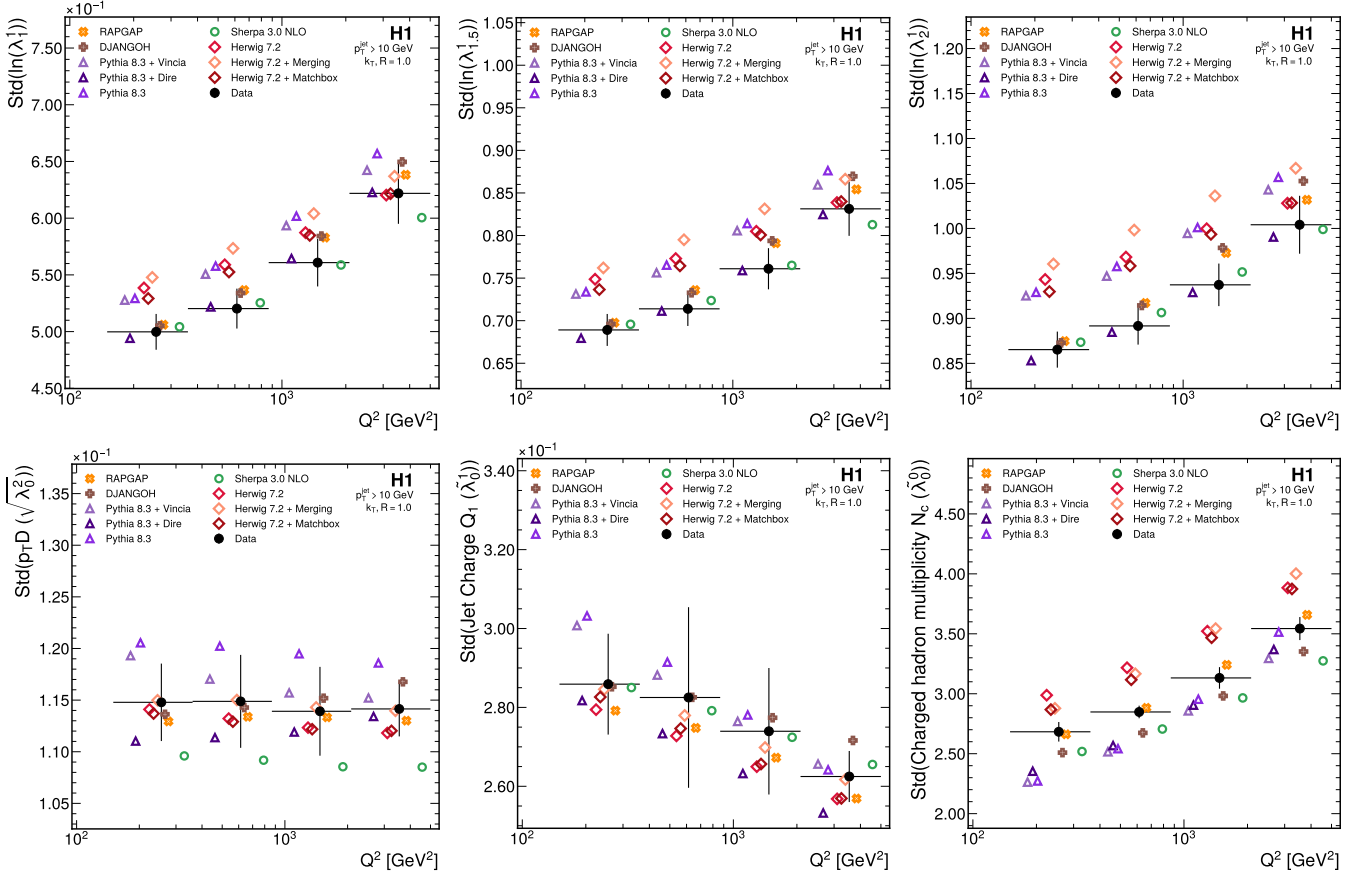 ×10⁻¹
Std(ln(λ¹₁))
7.50
7.00
6.50
6.00
5.50
5.00
4.50
10²
10³
Q² [GeV²]
RAPGAP
DJANGOH
Pythia 8.3 + Vincia
Pythia 8.3 + Dire
Pythia 8.3
Sherpa 3.0 NLO
Herwig 7.2
Herwig 7.2 + Merging
Herwig 7.2 + Matchbox
Data
H1
p_T^jet > 10 GeV
k_T, R = 1.0
Std(ln(λ¹₁.₅))
1.05
1.00
0.95
0.90
0.85
0.80
0.75
0.70
0.65
10²
10³
Q² [GeV²]
RAPGAP
DJANGOH
Pythia 8.3 + Vincia
Pythia 8.3 + Dire
Pythia 8.3
Sherpa 3.0 NLO
Herwig 7.2
Herwig 7.2 + Merging
Herwig 7.2 + Matchbox
Data
H1
p_T^jet > 10 GeV
k_T, R = 1.0
Std(ln(λ¹₂))
1.20
1.15
1.10
1.05
1.00
0.95
0.90
0.85
10²
10³
Q² [GeV²]
RAPGAP
DJANGOH
Pythia 8.3 + Vincia
Pythia 8.3 + Dire
Pythia 8.3
Sherpa 3.0 NLO
Herwig 7.2
Herwig 7.2 + Merging
Herwig 7.2 + Matchbox
Data
H1
p_T^jet > 10 GeV
k_T, R = 1.0
×10⁻¹
Std(p_TD (√λ²₀))
1.35
1.30
1.25
1.20
1.15
1.10
1.05
10²
10³
Q² [GeV²]
RAPGAP
DJANGOH
Pythia 8.3 + Vincia
Pythia 8.3 + Dire
Pythia 8.3
Sherpa 3.0 NLO
Herwig 7.2
Herwig 7.2 + Merging
Herwig 7.2 + Matchbox
Data
H1
p_T^jet > 10 GeV
k_T, R = 1.0
×10⁻¹
Std(Jet Charge Q₁ (λ̃¹₀))
3.40
3.20
3.00
2.80
2.60
10²
10³
Q² [GeV²]
RAPGAP
DJANGOH
Pythia 8.3 + Vincia
Pythia 8.3 + Dire
Pythia 8.3
Sherpa 3.0 NLO
Herwig 7.2
Herwig 7.2 + Merging
Herwig 7.2 + Matchbox
Data
H1
p_T^jet > 10 GeV
k_T, R = 1.0
Std(Charged hadron multiplicity N_c (λ̃⁰₀))
4.50
4.00
3.50
3.00
2.50
2.00
10²
10³
Q² [GeV²]
RAPGAP
DJANGOH
Pythia 8.3 + Vincia
Pythia 8.3 + Dire
Pythia 8.3
Sherpa 3.0 NLO
Herwig 7.2
Herwig 7.2 + Merging
Herwig 7.2 + Matchbox
Data
H1
p_T^jet > 10 GeV
k_T, R = 1.0